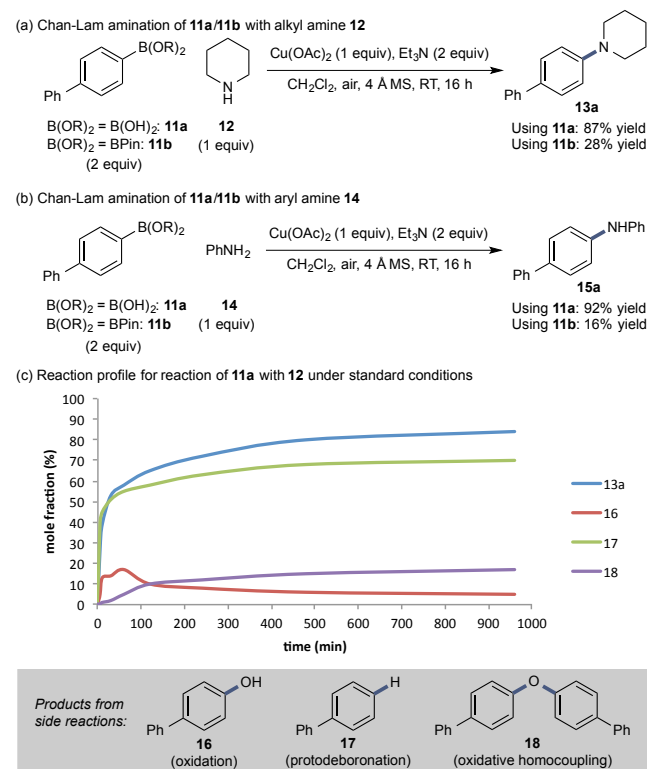 (a) Chan-Lam amination of 11a/11b with alkyl amine 12
B(OR)2
Ph
N
H
Cu(OAc)2 (1 equiv), Et3N (2 equiv)
CH2Cl2, air, 4 Å MS, RT, 16 h
N
Ph
13a
B(OR)2 = B(OH)2: 11a
B(OR)2 = BPin: 11b
(2 equiv)
12
(1 equiv)
Using 11a: 87% yield
Using 11b: 28% yield
(b) Chan-Lam amination of 11a/11b with aryl amine 14
B(OR)2
Ph
PhNH2
Cu(OAc)2 (1 equiv), Et3N (2 equiv)
CH2Cl2, air, 4 Å MS, RT, 16 h
NHPh
Ph
15a
B(OR)2 = B(OH)2: 11a
B(OR)2 = BPin: 11b
(2 equiv)
14
(1 equiv)
Using 11a: 92% yield
Using 11b: 16% yield
(c) Reaction profile for reaction of 11a with 12 under standard conditions
mole fraction (%)
100
90
80
70
60
50
40
30
20
10
0
0 100 200 300 400 500 600 700 800 900 1000
time (min)
13a
16
17
18
Products from
side reactions:
OH
Ph
16
(oxidation)
H
Ph
17
(protodeboronation)
O
Ph
Ph
18
(oxidative homocoupling)